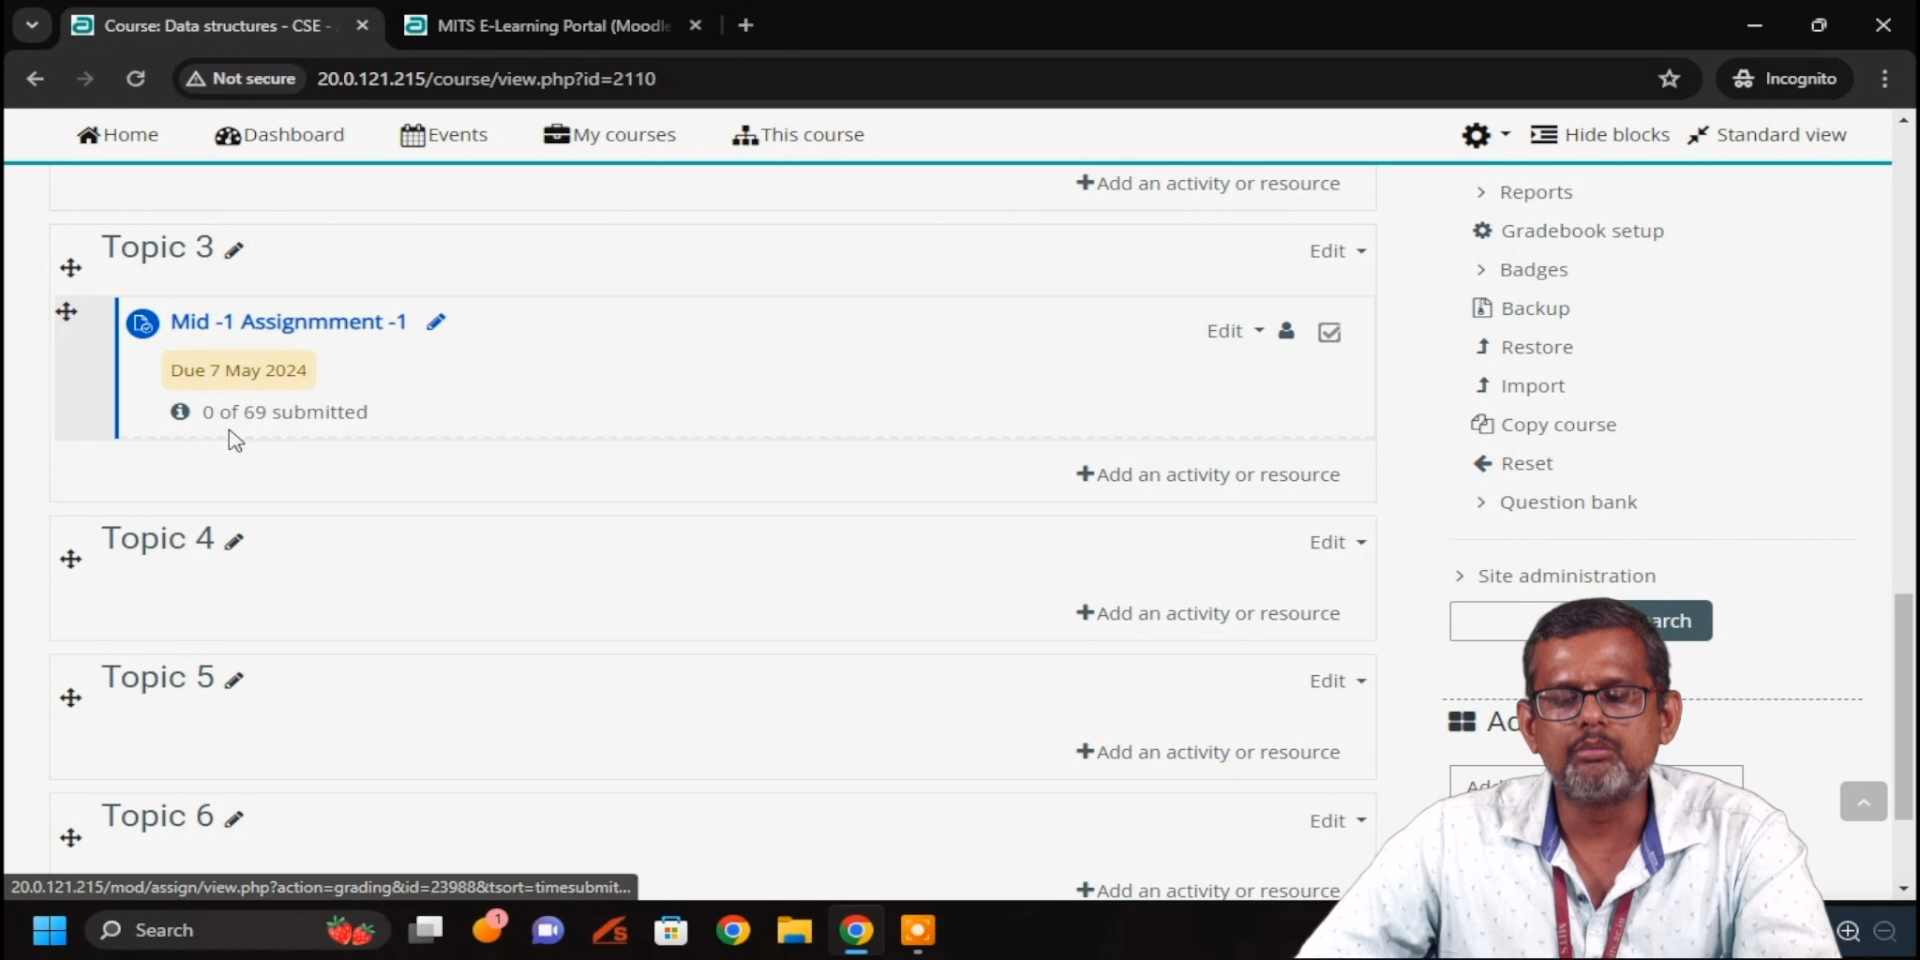 Course: Data structures - CSE -
MITS E-Learning Portal (Moodle
Not secure 20.0.121.215/course/view.php?id=2110
Incognito
Home Dashboard Events My courses This course
Hide blocks Standard view
Add an activity or resource
Topic 3
Edit
Mid -1 Assignmment -1
Edit
Due 7 May 2024
0 of 69 submitted
Add an activity or resource
Topic 4
Edit
Add an activity or resource
Topic 5
Edit
Add an activity or resource
Topic 6
Edit
Add an activity or resource
Reports
Gradebook setup
Badges
Backup
Restore
Import
Copy course
Reset
Question bank
Site administration
arch
Ad
20.0.121.215/mod/assign/view.php?action=grading&id=23988&tsort=timesubmit...
Search
1
MITS